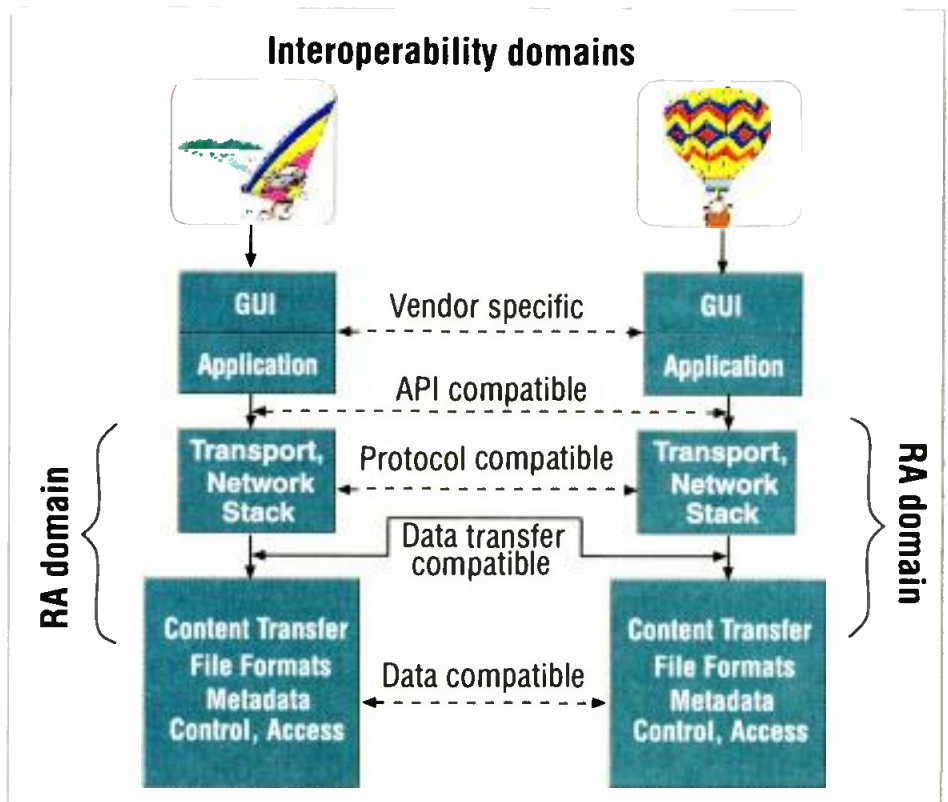 Interoperability domains
GUI
Application
Vendor specific
GUI
Application
API compatible
Transport,
Network
Stack
Protocol compatible
Transport,
Network
Stack
RA domain
RA domain
Data transfer
compatible
Content Transfer
File Formats
Metadata
Control, Access
Data compatible
Content Transfer
File Formats
Metadata
Control, Access